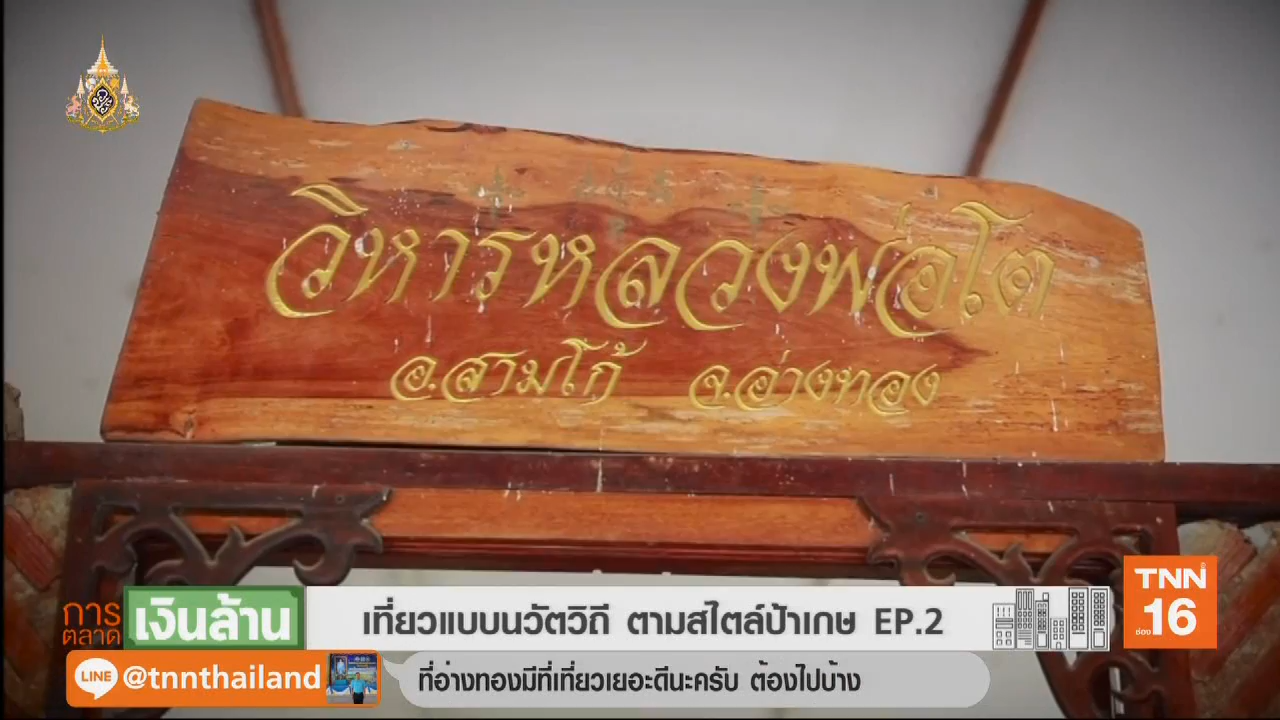 วิหารหลวงพ่อโต
อ.สามโก้ จ.อ่างทอง
การตลาด
เงินล้าน
เที่ยวแบบนวัตวิถี ตามสไตล์ป้าเกษ EP.2
TNN
ช่อง 16
LINE @tnnthailand
ที่อ่างทองมีที่เที่ยวเยอะดีนะครับ ต้องไปบ้าง